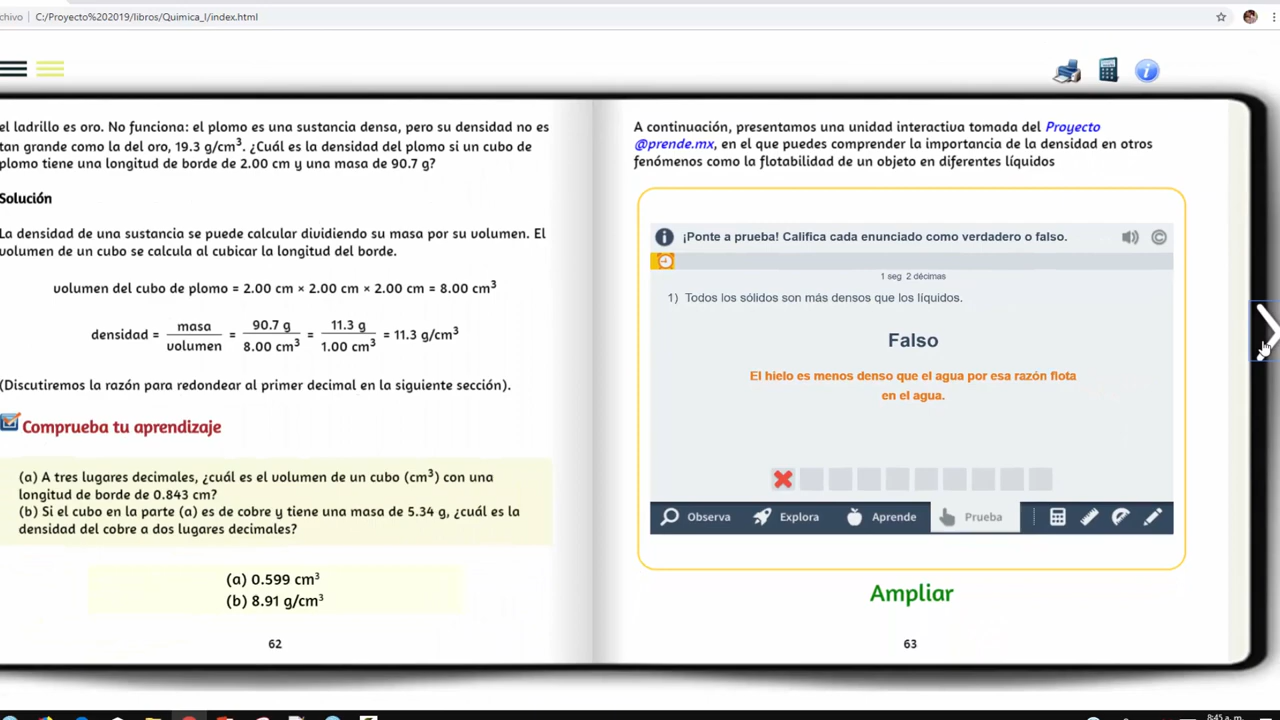 chivo C:/Proyecto%202019/libros/Quimica_I/index.html
el ladrillo es oro. No funciona: el plomo es una sustancia densa, pero su densidad no es
tan grande como la del oro, 19.3 g/cm³. ¿Cuál es la densidad del plomo si un cubo de
plomo tiene una longitud de borde de 2.00 cm y una masa de 90.7 g?
Solución
La densidad de una sustancia se puede calcular dividiendo su masa por su volumen. El
volumen de un cubo se calcula al cubicar la longitud del borde.
volumen del cubo de plomo = 2.00 cm × 2.00 cm × 2.00 cm = 8.00 cm³
densidad = masa / volumen = 90.7 g / 8.00 cm³ = 11.3 g / 1.00 cm³ = 11.3 g/cm³
(Discutiremos la razón para redondear al primer decimal en la siguiente sección).
Comprueba tu aprendizaje
(a) A tres lugares decimales, ¿cuál es el volumen de un cubo (cm³) con una
longitud de borde de 0.843 cm?
(b) Si el cubo en la parte (a) es de cobre y tiene una masa de 5.34 g, ¿cuál es la
densidad del cobre a dos lugares decimales?
(a) 0.599 cm³
(b) 8.91 g/cm³
62
A continuación, presentamos una unidad interactiva tomada del Proyecto
@prende.mx, en el que puedes comprender la importancia de la densidad en otros
fenómenos como la flotabilidad de un objeto en diferentes líquidos
¡Ponte a prueba! Califica cada enunciado como verdadero o falso.
1 seg 2 décimas
1) Todos los sólidos son más densos que los líquidos.
Falso
El hielo es menos denso que el agua por esa razón flota
en el agua.
Observa Explora Aprende Prueba
Ampliar
63
8:45 a. m.